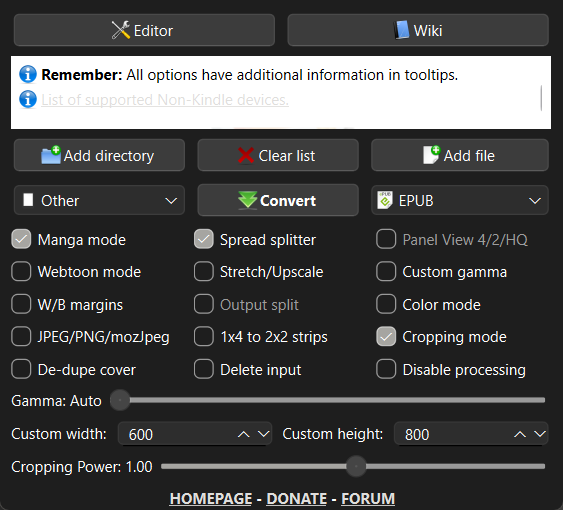 Editor Wiki
Remember: All options have additional information in tooltips.
List of supported Non-Kindle devices.
Add directory Clear list Add file
Other Convert EPUB
Manga mode Spread splitter Panel View 4/2/HQ
Webtoon mode Stretch/Upscale Custom gamma
W/B margins Output split Color mode
JPEG/PNG/mozJpeg 1x4 to 2x2 strips Cropping mode
De-dupe cover Delete input Disable processing
Gamma: Auto
Custom width: 600 Custom height: 800
Cropping Power: 1.00
HOMEPAGE - DONATE - FORUM